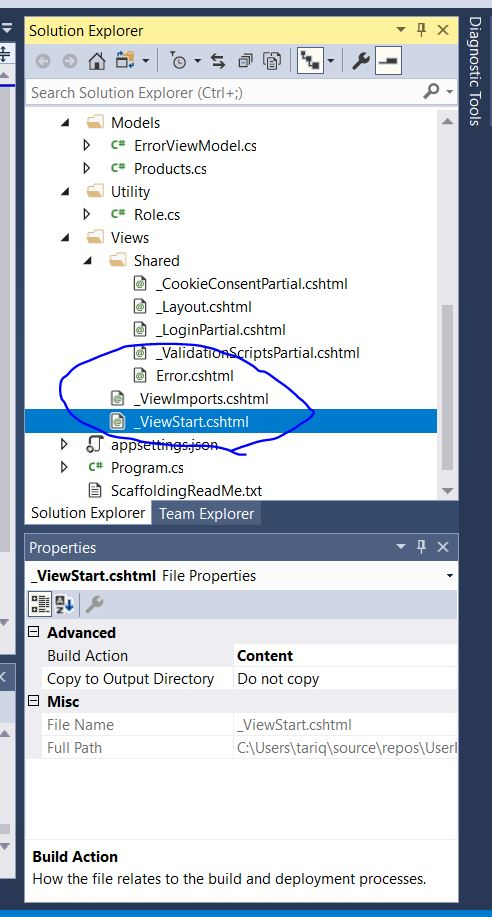 Solution Explorer
Diagnostic Tools
Search Solution Explorer (Ctrl+;)
Models
C# ErrorViewModel.cs
C# Products.cs
Utility
C# Role.cs
Views
Shared
_CookieConsentPartial.cshtml
_Layout.cshtml
_LoginPartial.cshtml
_ValidationScriptsPartial.cshtml
Error.cshtml
_ViewImports.cshtml
_ViewStart.cshtml
appsettings.json
C# Program.cs
ScaffoldingReadMe.txt
Solution Explorer Team Explorer
Properties
_ViewStart.cshtml File Properties
Advanced
Build Action Content
Copy to Output Directory Do not copy
Misc
File Name _ViewStart.cshtml
Full Path C:\Users\tariq\source\repos\Userl
Build Action
How the file relates to the build and deployment processes.